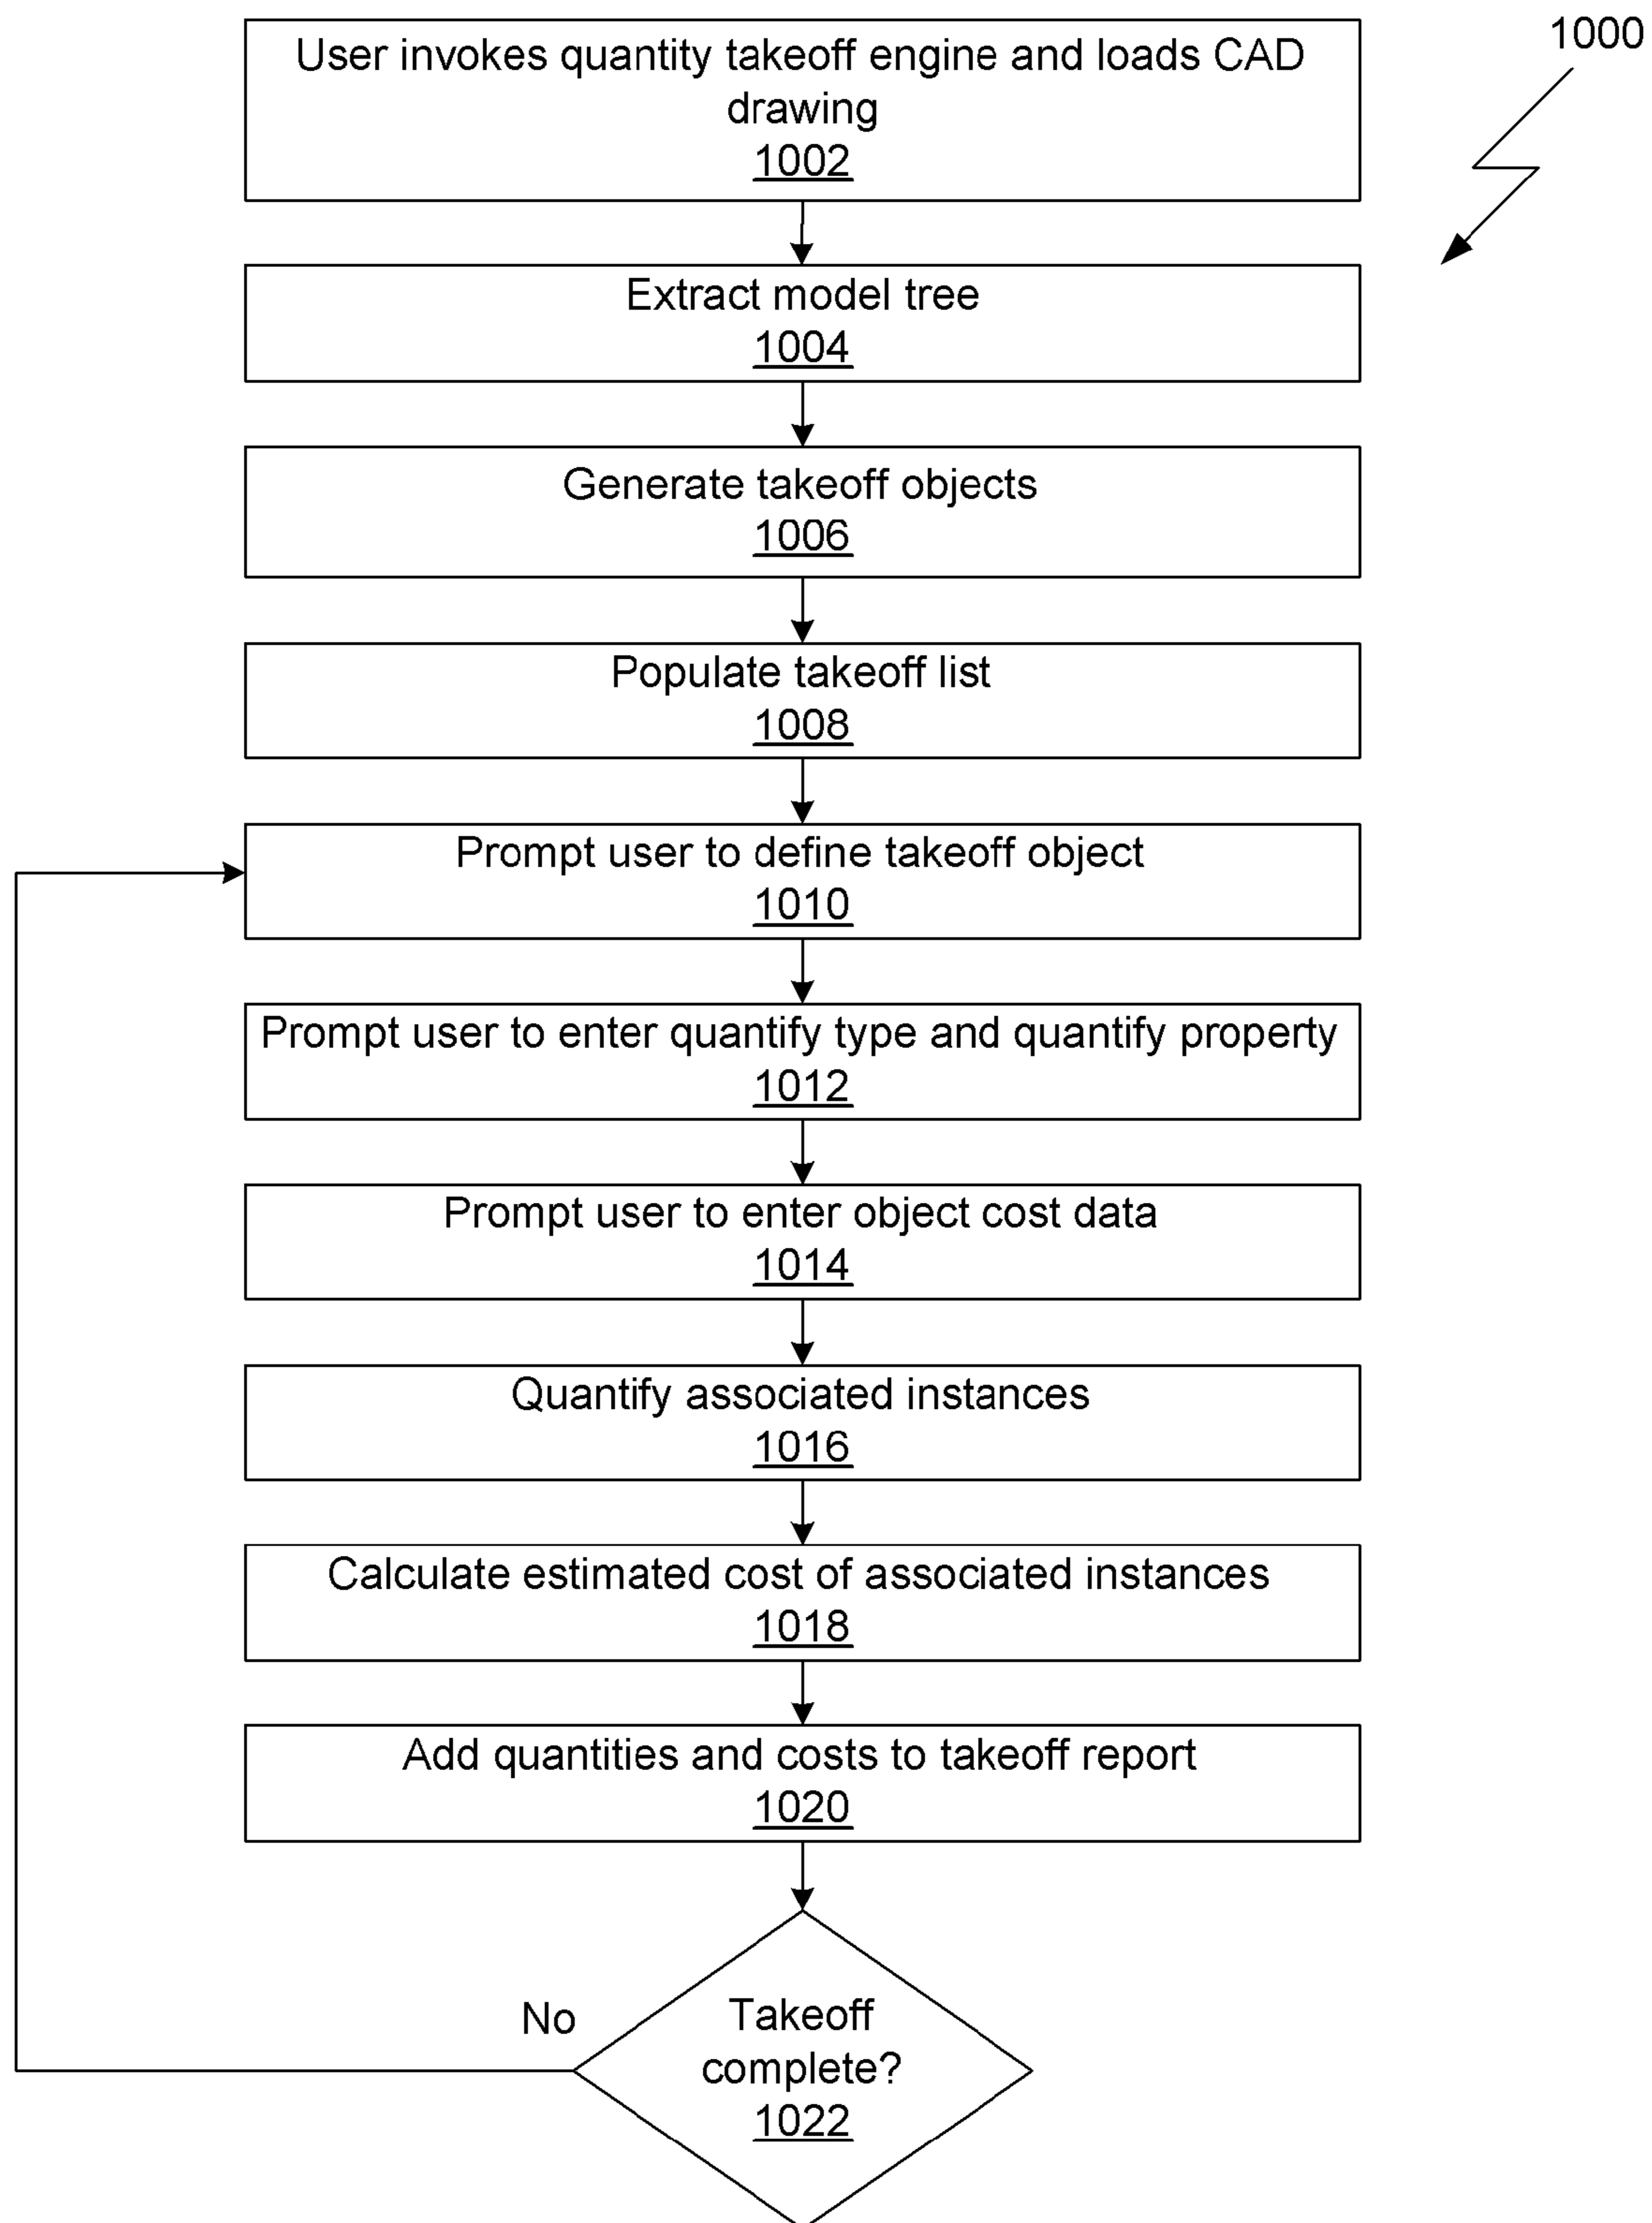 1000
User invokes quantity takeoff engine and loads CAD
drawing
1002
Extract model tree
1004
Generate takeoff objects
1006
Populate takeoff list
1008
Prompt user to define takeoff object
1010
Prompt user to enter quantify type and quantify property
1012
Prompt user to enter object cost data
1014
Quantify associated instances
1016
Calculate estimated cost of associated instances
1018
Add quantities and costs to takeoff report
1020
No
Takeoff
complete?
1022